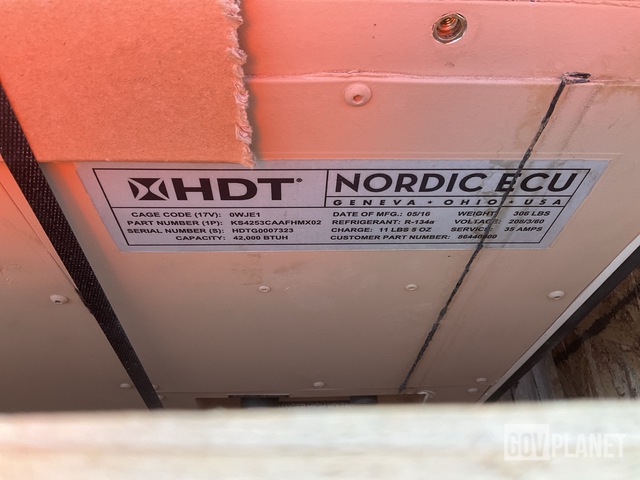 HDT
NORDIC ECU
GENEVA • OHIO • USA
CAGE CODE (17V): 0WJE1
PART NUMBER (1P): KS4253CAAFHMX02
SERIAL NUMBER (S): HDTG0007323
CAPACITY: 42,000 BTUH
DATE OF MFG.: 05/16 WEIGHT: 306 LBS
REFRIGERANT: R-134a VOLTAGE: 208/3/60
CHARGE: 11 LBS 5 OZ SERVICE: 35 AMPS
CUSTOMER PART NUMBER:
GOVPLANET